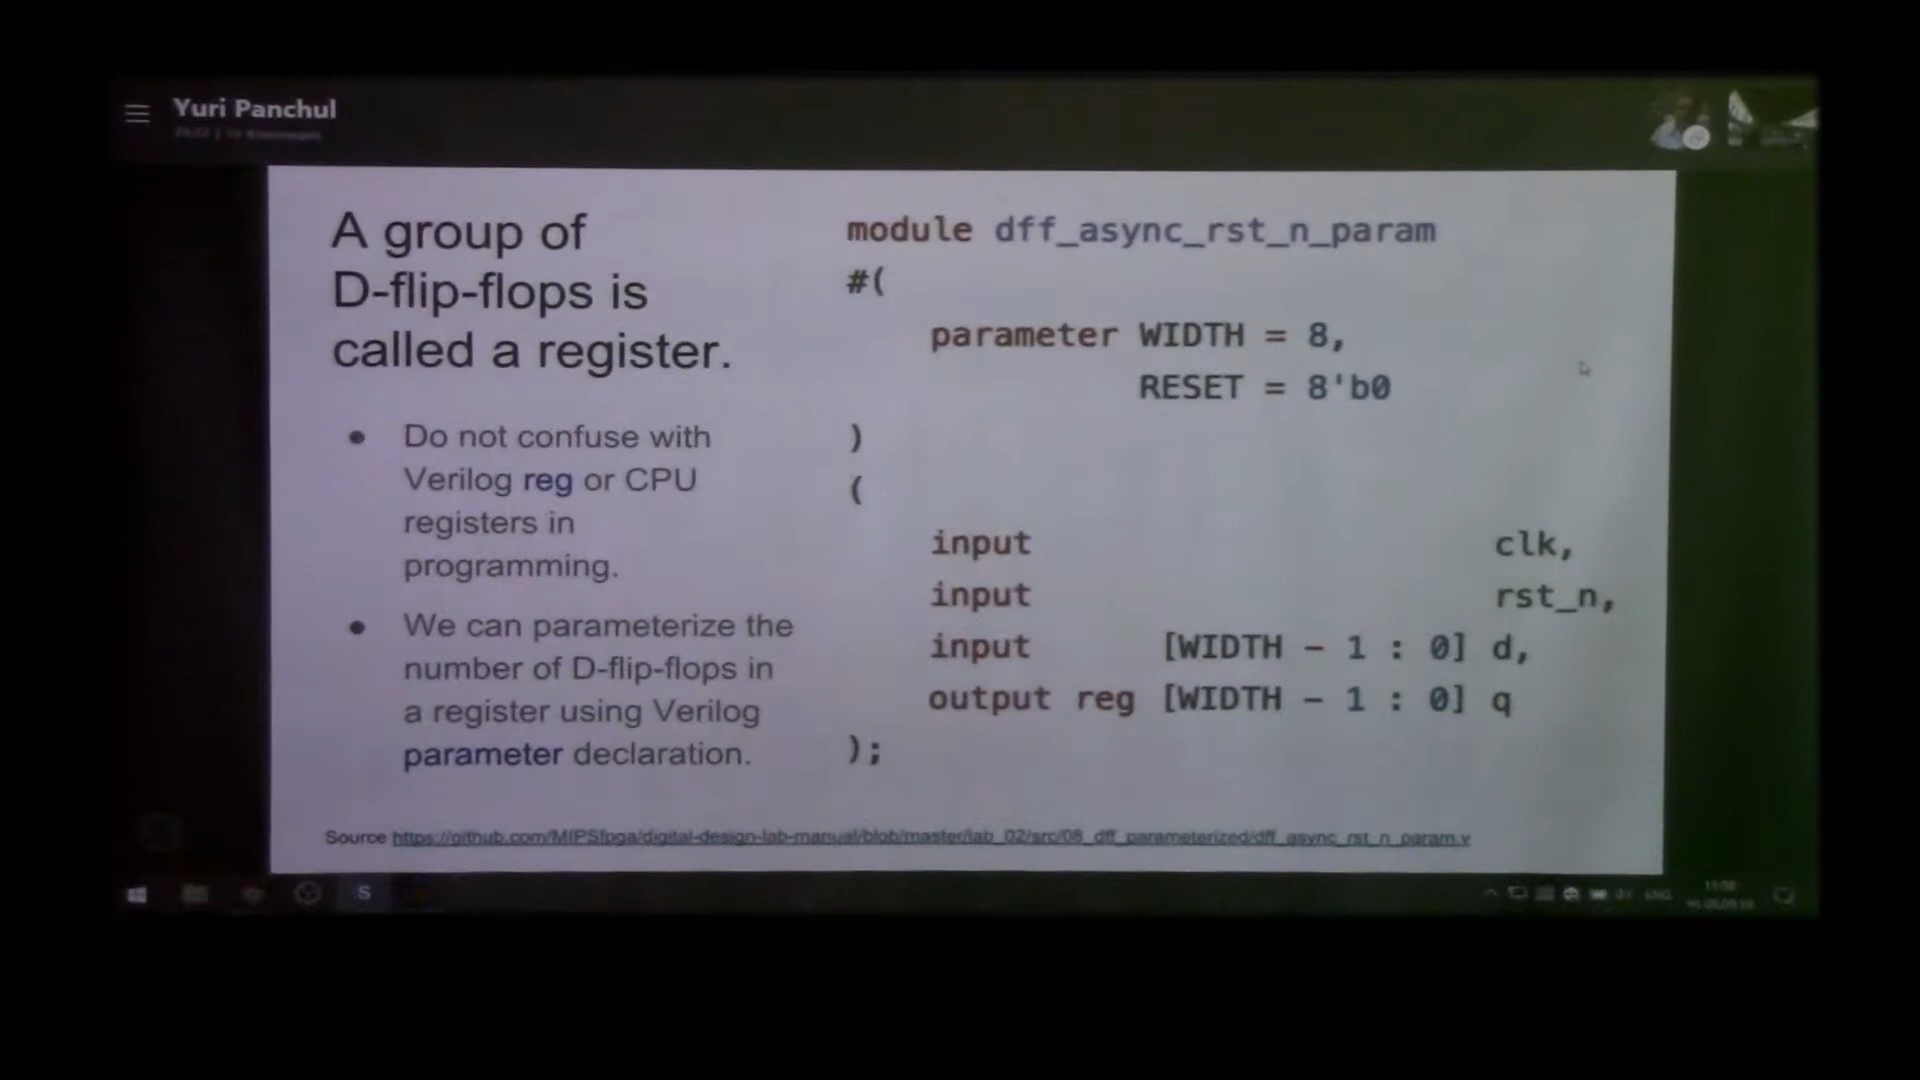 Yuri Panchul
A group of
D-flip-flops is
called a register.
● Do not confuse with
Verilog reg or CPU
registers in
programming.
● We can parameterize the
number of D-flip-flops in
a register using Verilog
parameter declaration.
module dff_async_rst_n_param
#(
parameter WIDTH = 8,
RESET = 8'b0
)
(
input clk,
input rst_n,
input [WIDTH - 1 : 0] d,
output reg [WIDTH - 1 : 0] q
);
Source https://github.com/MIPSfpga/digital-design-lab-manual/blob/master/lab_02/src/08_dff_parameterized/dff_async_rst_n_param.v
S
ENG